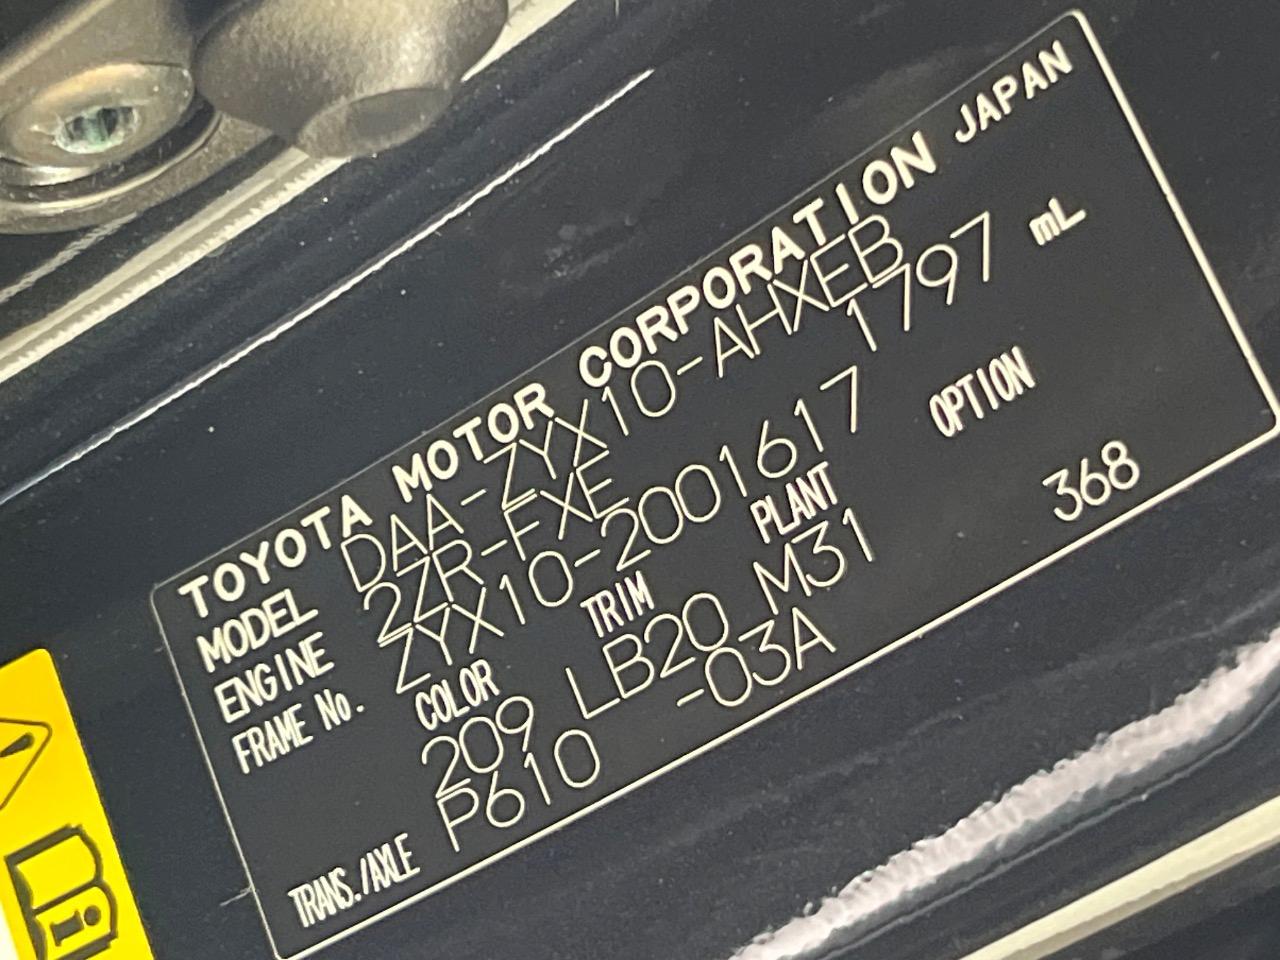 TOYOTA MOTOR CORPORATION JAPAN
MODEL DAA-ZYX10-AHXEB
ENGINE 2ZR-FXE 1797 mL
FRAME No. ZYX10-2001617
COLOR TRIM PLANT OPTION
209 LB20 M31 368
TRANS./AXLE P610 -03A